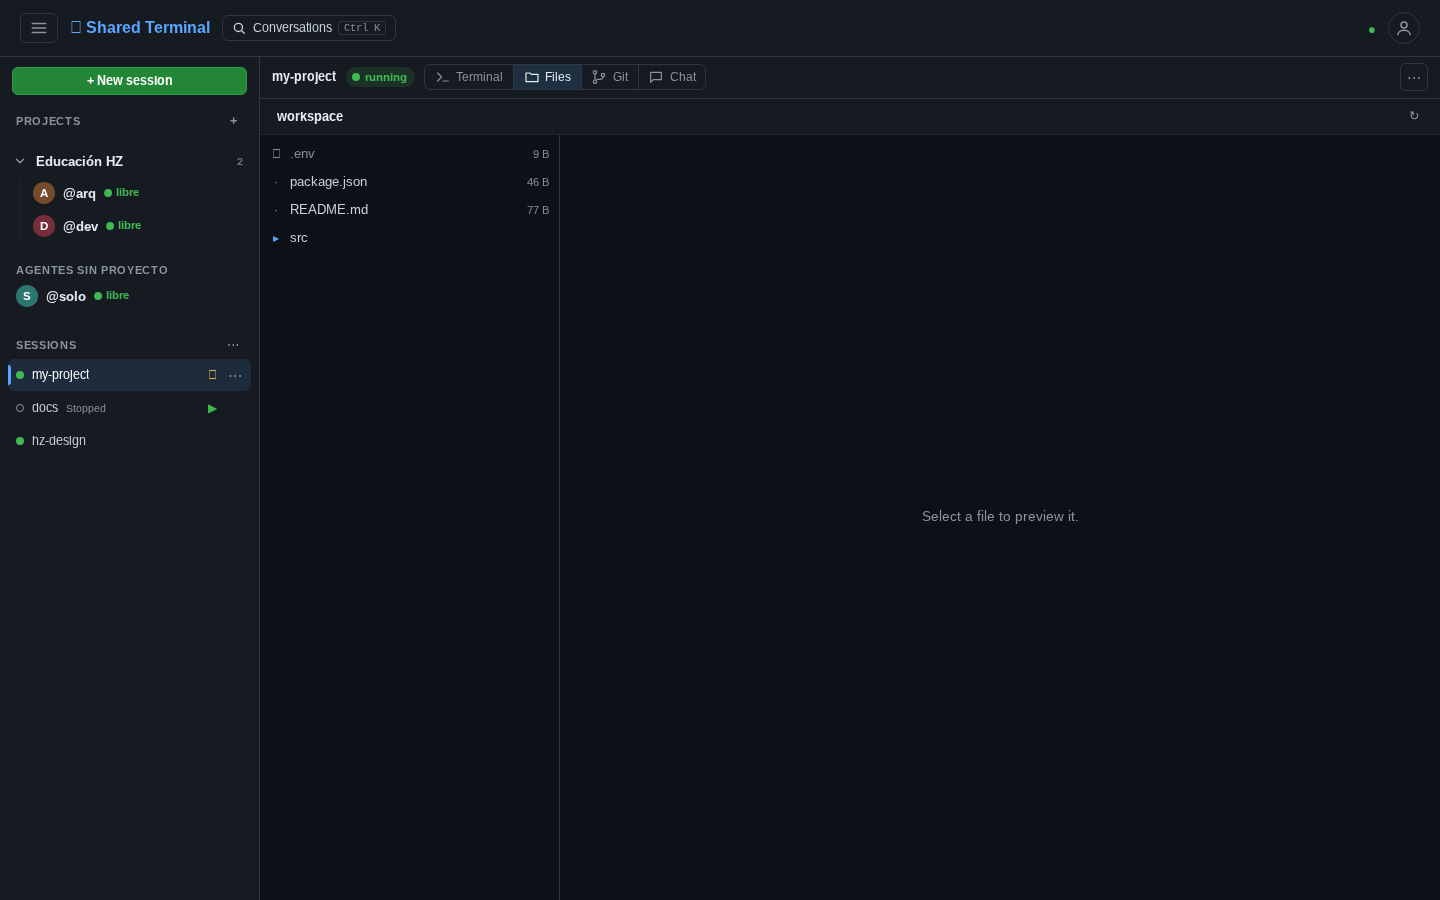 Shared Terminal
Conversations Ctrl K
+ New session
PROJECTS +
Educación HZ 2
A @arq libre
D @dev libre
AGENTES SIN PROYECTO
S @solo libre
SESSIONS ...
my-project ...
docs Stopped
hz-design
my-project running Terminal Files Git Chat ...
workspace
.env 9 B
package.json 46 B
README.md 77 B
src
Select a file to preview it.